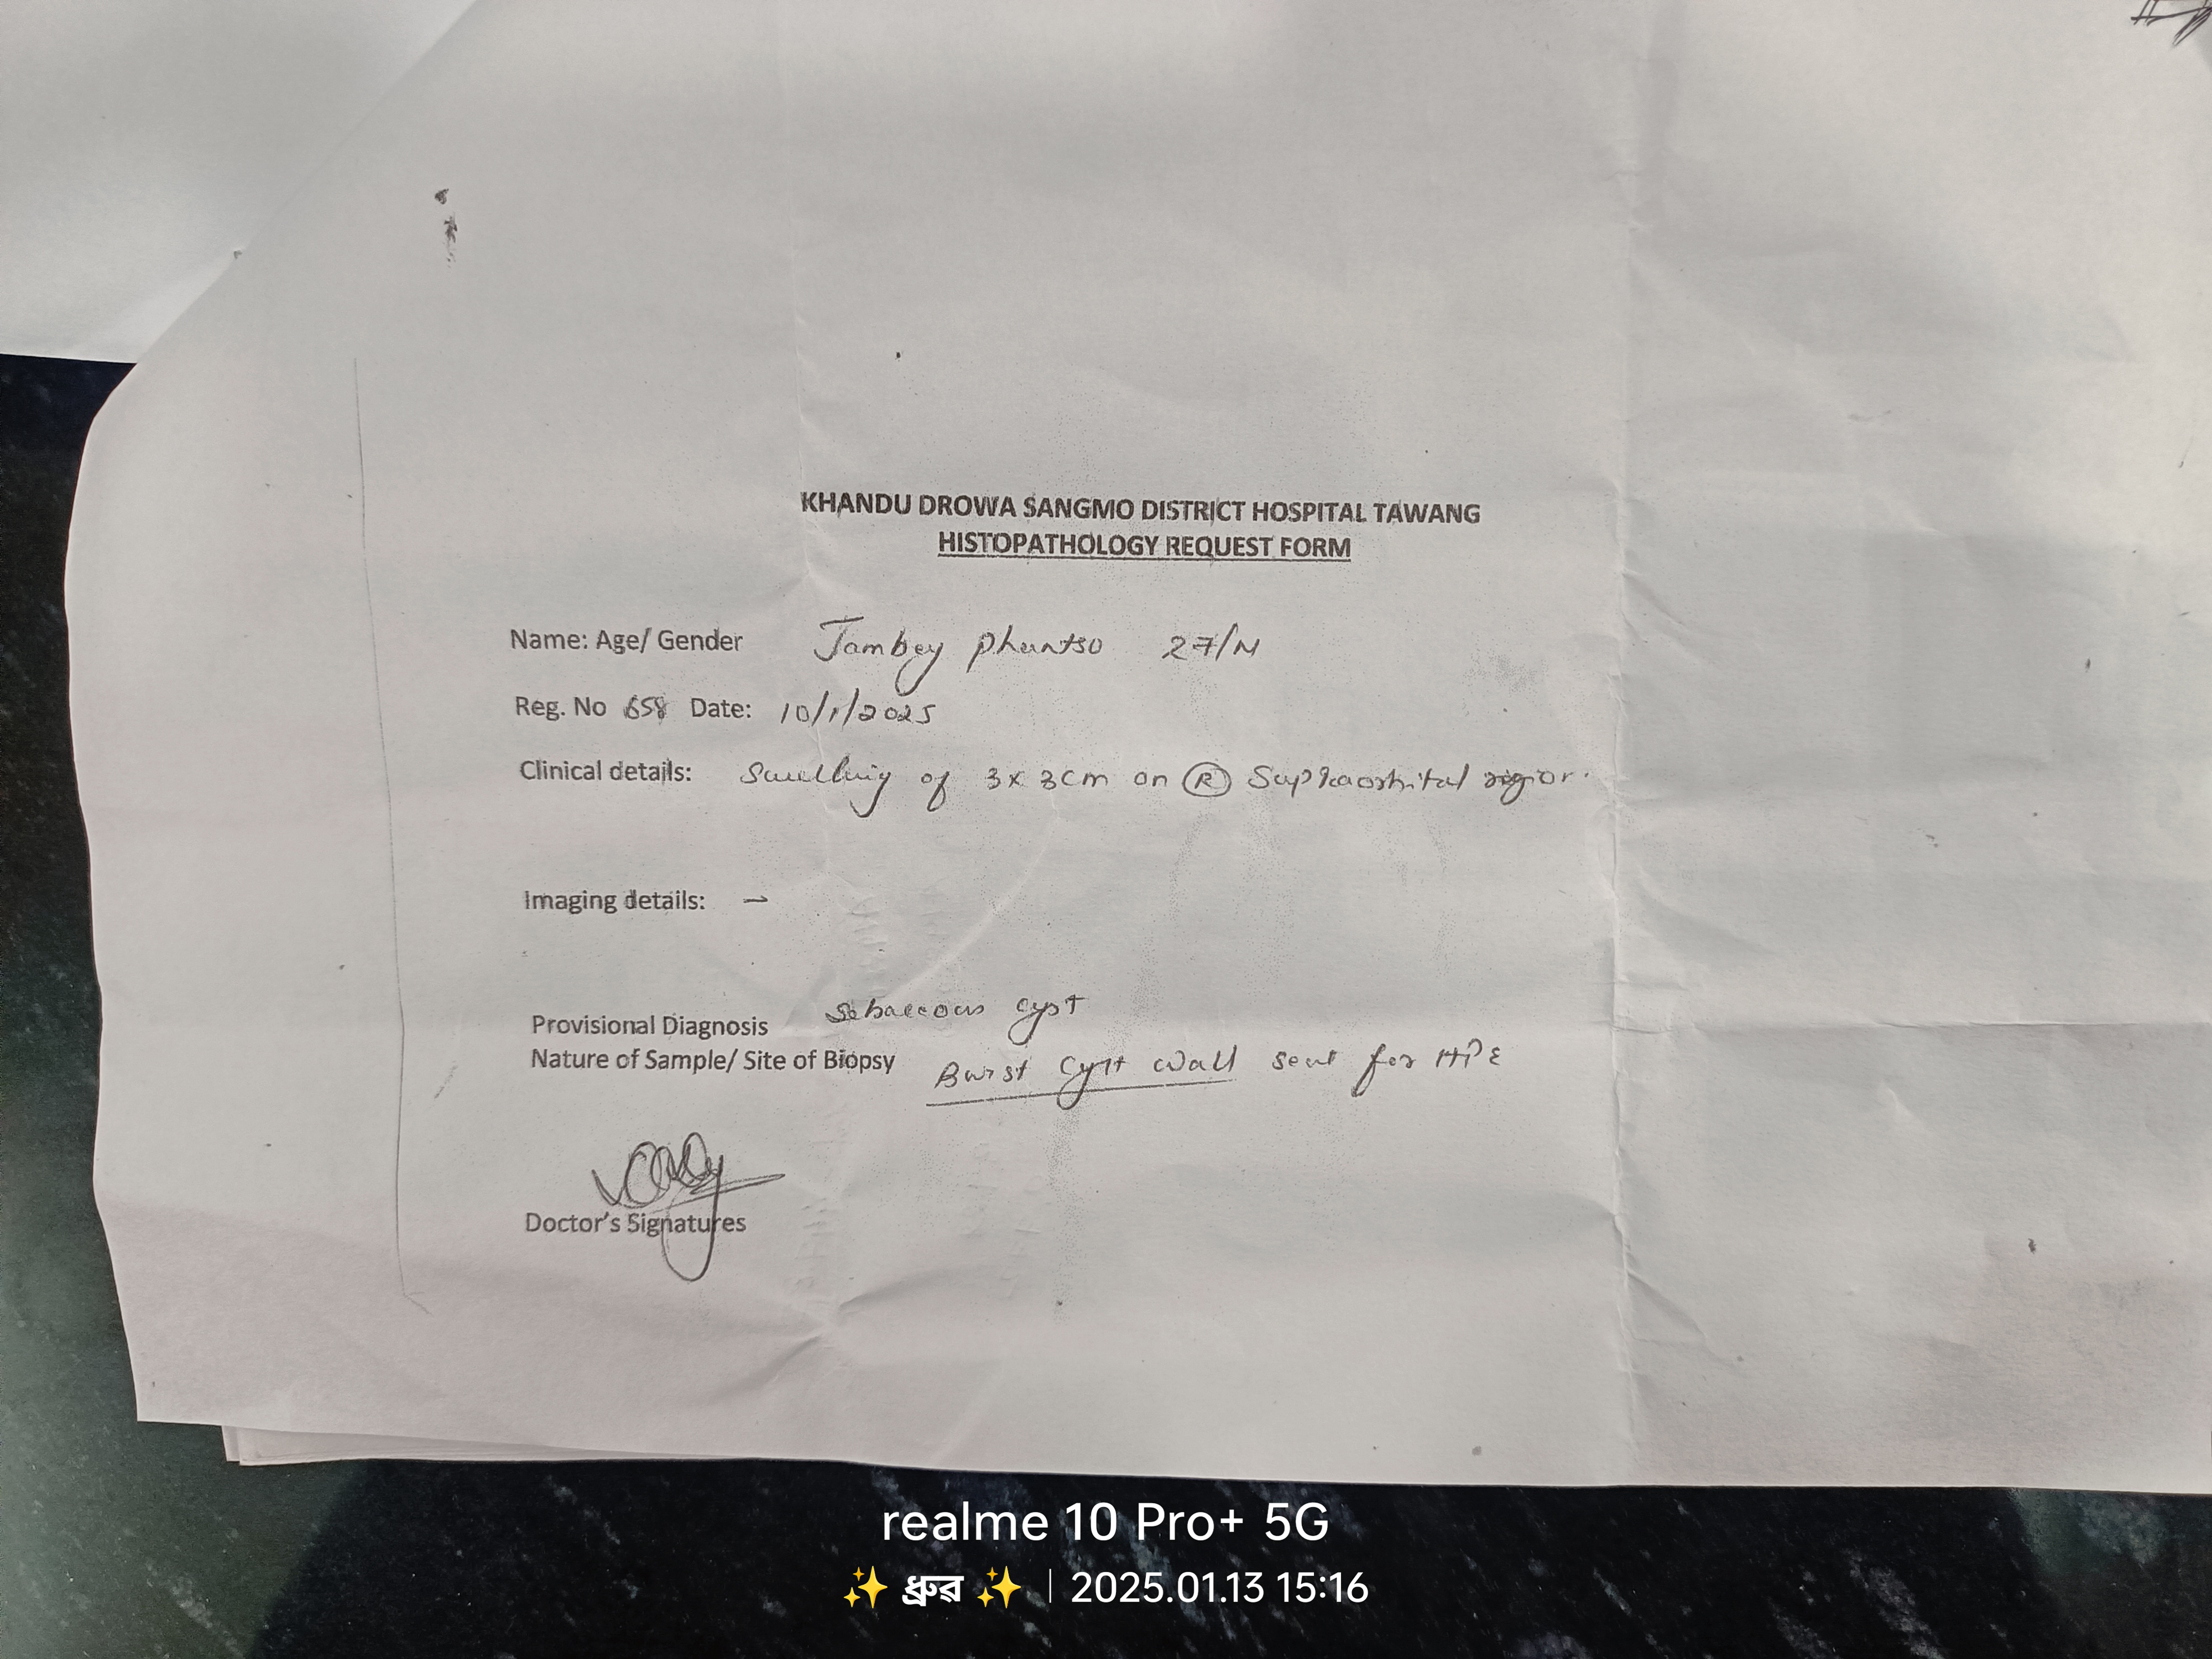 KHANDU DROWA SANGMO DISTRICT HOSPITAL TAWANG
HISTOPATHOLOGY REQUEST FORM
Name: Age/ Gender Jambey phuntso 27/M
Reg. No 658 Date: 10/1/2025
Clinical details: Swelling of 3x3cm on Ⓡ Supraorbital region.
Imaging details: –
Provisional Diagnosis Sebaceous cyst
Nature of Sample/ Site of Biopsy Burst Cyst wall sent for HPE
Doctor's Signatures
realme 10 Pro+ 5G
✨ ধ্ৰুৱ ✨ | 2025.01.13 15:16